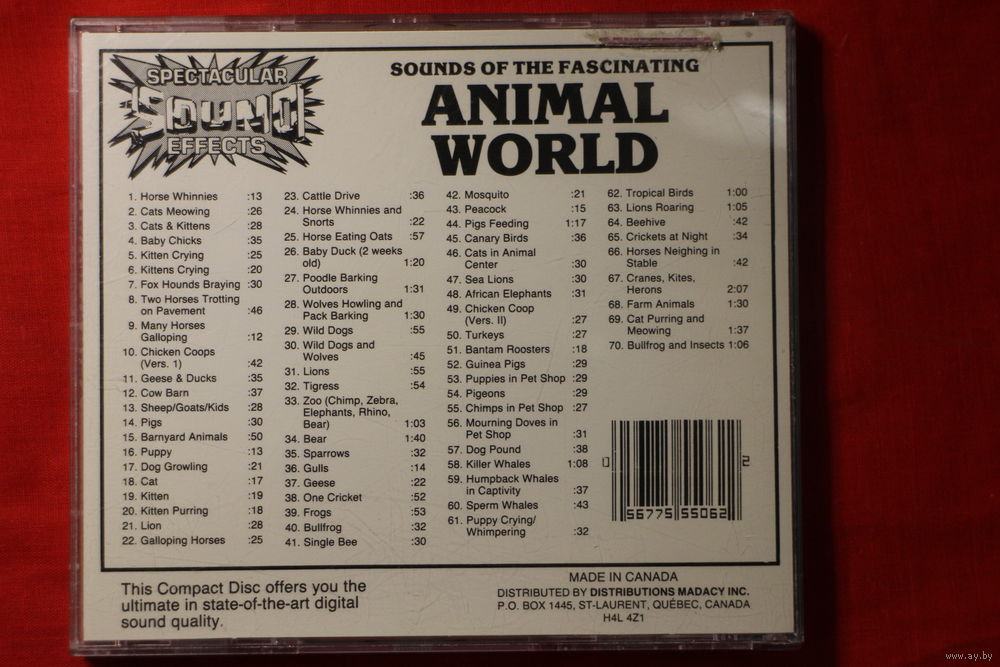 SPECTACULAR
SOUND
EFFECTS
SOUNDS OF THE FASCINATING
ANIMAL
WORLD
1. Horse Whinnies :13
2. Cats Meowing :26
3. Cats & Kittens :28
4. Baby Chicks :35
5. Kitten Crying :25
6. Kittens Crying :20
7. Fox Hounds Braying :30
8. Two Horses Trotting
on Pavement :46
9. Many Horses
Galloping :12
10. Chicken Coops
(Vers. 1) :42
11. Geese & Ducks :35
12. Cow Barn :37
13. Sheep/Goats/Kids :28
14. Pigs :30
15. Barnyard Animals :50
16. Puppy :13
17. Dog Growling :21
18. Cat :17
19. Kitten :19
20. Kitten Purring :18
21. Lion :28
22. Galloping Horses :25
23. Cattle Drive :36
24. Horse Whinnies and
Snorts :22
25. Horse Eating Oats :57
26. Baby Duck (2 weeks
old) 1:20
27. Poodle Barking
Outdoors 1:31
28. Wolves Howling and
Pack Barking 1:30
29. Wild Dogs :55
30. Wild Dogs and
Wolves :45
31. Lions :55
32. Tigress :54
33. Zoo (Chimp, Zebra,
Elephants, Rhino,
Bear) 1:03
34. Bear 1:40
35. Sparrows :32
36. Gulls :14
37. Geese :22
38. One Cricket :52
39. Frogs :53
40. Bullfrog :32
41. Single Bee :30
42. Mosquito :21
43. Peacock :15
44. Pigs Feeding 1:17
45. Canary Birds :36
46. Cats in Animal
Center :30
47. Sea Lions :30
48. African Elephants :31
49. Chicken Coop
(Vers. II) :27
50. Turkeys :27
51. Bantam Roosters :18
52. Guinea Pigs :29
53. Puppies in Pet Shop :29
54. Pigeons :29
55. Chimps in Pet Shop :27
56. Mourning Doves in
Pet Shop :31
57. Dog Pound :38
58. Killer Whales 1:08
59. Humpback Whales
in Captivity :37
60. Sperm Whales :43
61. Puppy Crying/
Whimpering :32
62. Tropical Birds 1:00
63. Lions Roaring 1:05
64. Beehive :42
65. Crickets at Night :34
66. Horses Neighing in
Stable :42
67. Cranes, Kites,
Herons 2:07
68. Farm Animals 1:30
69. Cat Purring and
Meowing 1:37
70. Bullfrog and Insects 1:06
0 56775 55062 2
This Compact Disc offers you the
ultimate in state-of-the-art digital
sound quality.
MADE IN CANADA
DISTRIBUTED BY DISTRIBUTIONS MADACY INC.
P.O. BOX 1445, ST-LAURENT, QUÉBEC, CANADA
H4L 4Z1
www.ay.by